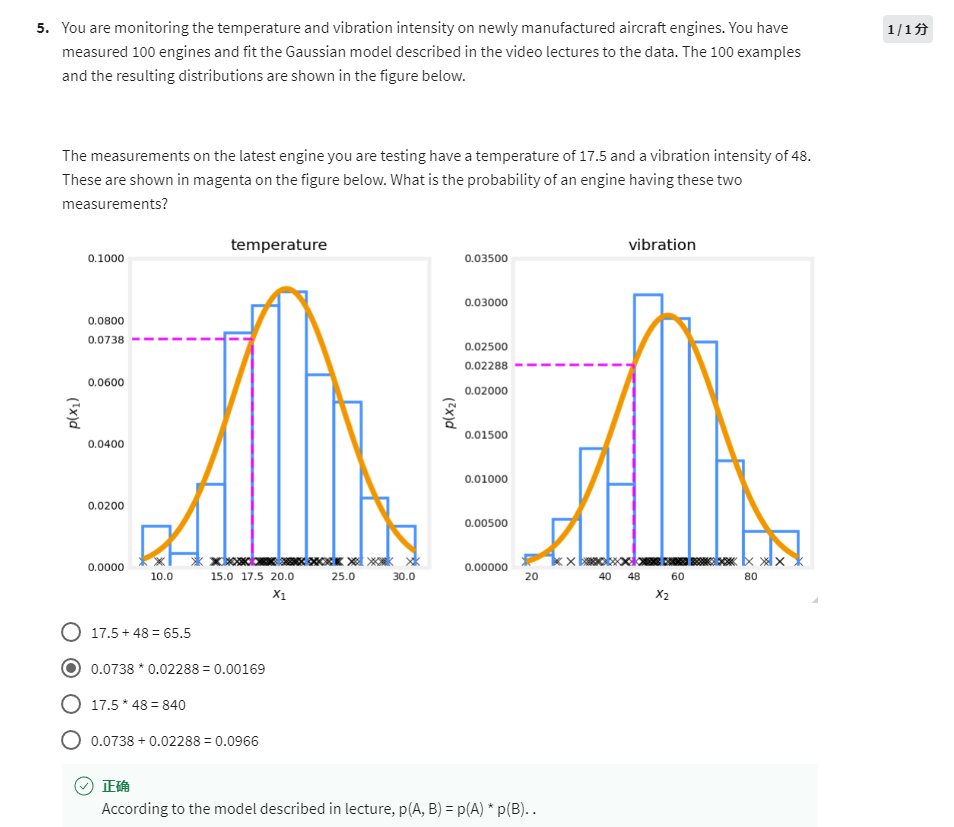 5. You are monitoring the temperature and vibration intensity on newly manufactured aircraft engines. You have
1/1分
measured 100 engines and fit the Gaussian model described in the video lectures to the data. The 100 examples
and the resulting distributions are shown in the figure below.
The measurements on the latest engine you are testing have a temperature of 17.5 and a vibration intensity of 48.
These are shown in magenta on the figure below. What is the probability of an engine having these two
measurements?
temperature
0.1000
0.0800
0.0738
0.0600
0.0400
0.0200
0.0000
p(x₁)
10.0 15.0 17.5 20.0 25.0 30.0
x₁
vibration
0.03500
0.03000
0.02500
0.02288
0.02000
0.01500
0.01000
0.00500
0.00000
p(x₂)
20 40 48 60 80
x₂
17.5 + 48 = 65.5
0.0738 * 0.02288 = 0.00169
17.5 * 48 = 840
0.0738 + 0.02288 = 0.0966
正确
According to the model described in lecture, p(A, B) = p(A) * p(B). .